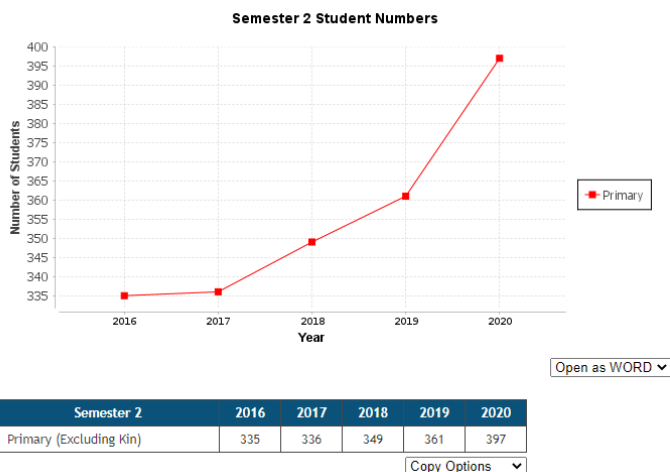 Semester 2 Student Numbers
400
395
390
385
380
375
370
365
360
355
350
345
340
335
Number of Students
2016 2017 2018 2019 2020
Year
Primary
Open as WORD
Semester 2 2016 2017 2018 2019 2020
Primary (Excluding Kin) 335 336 349 361 397
Copy Options